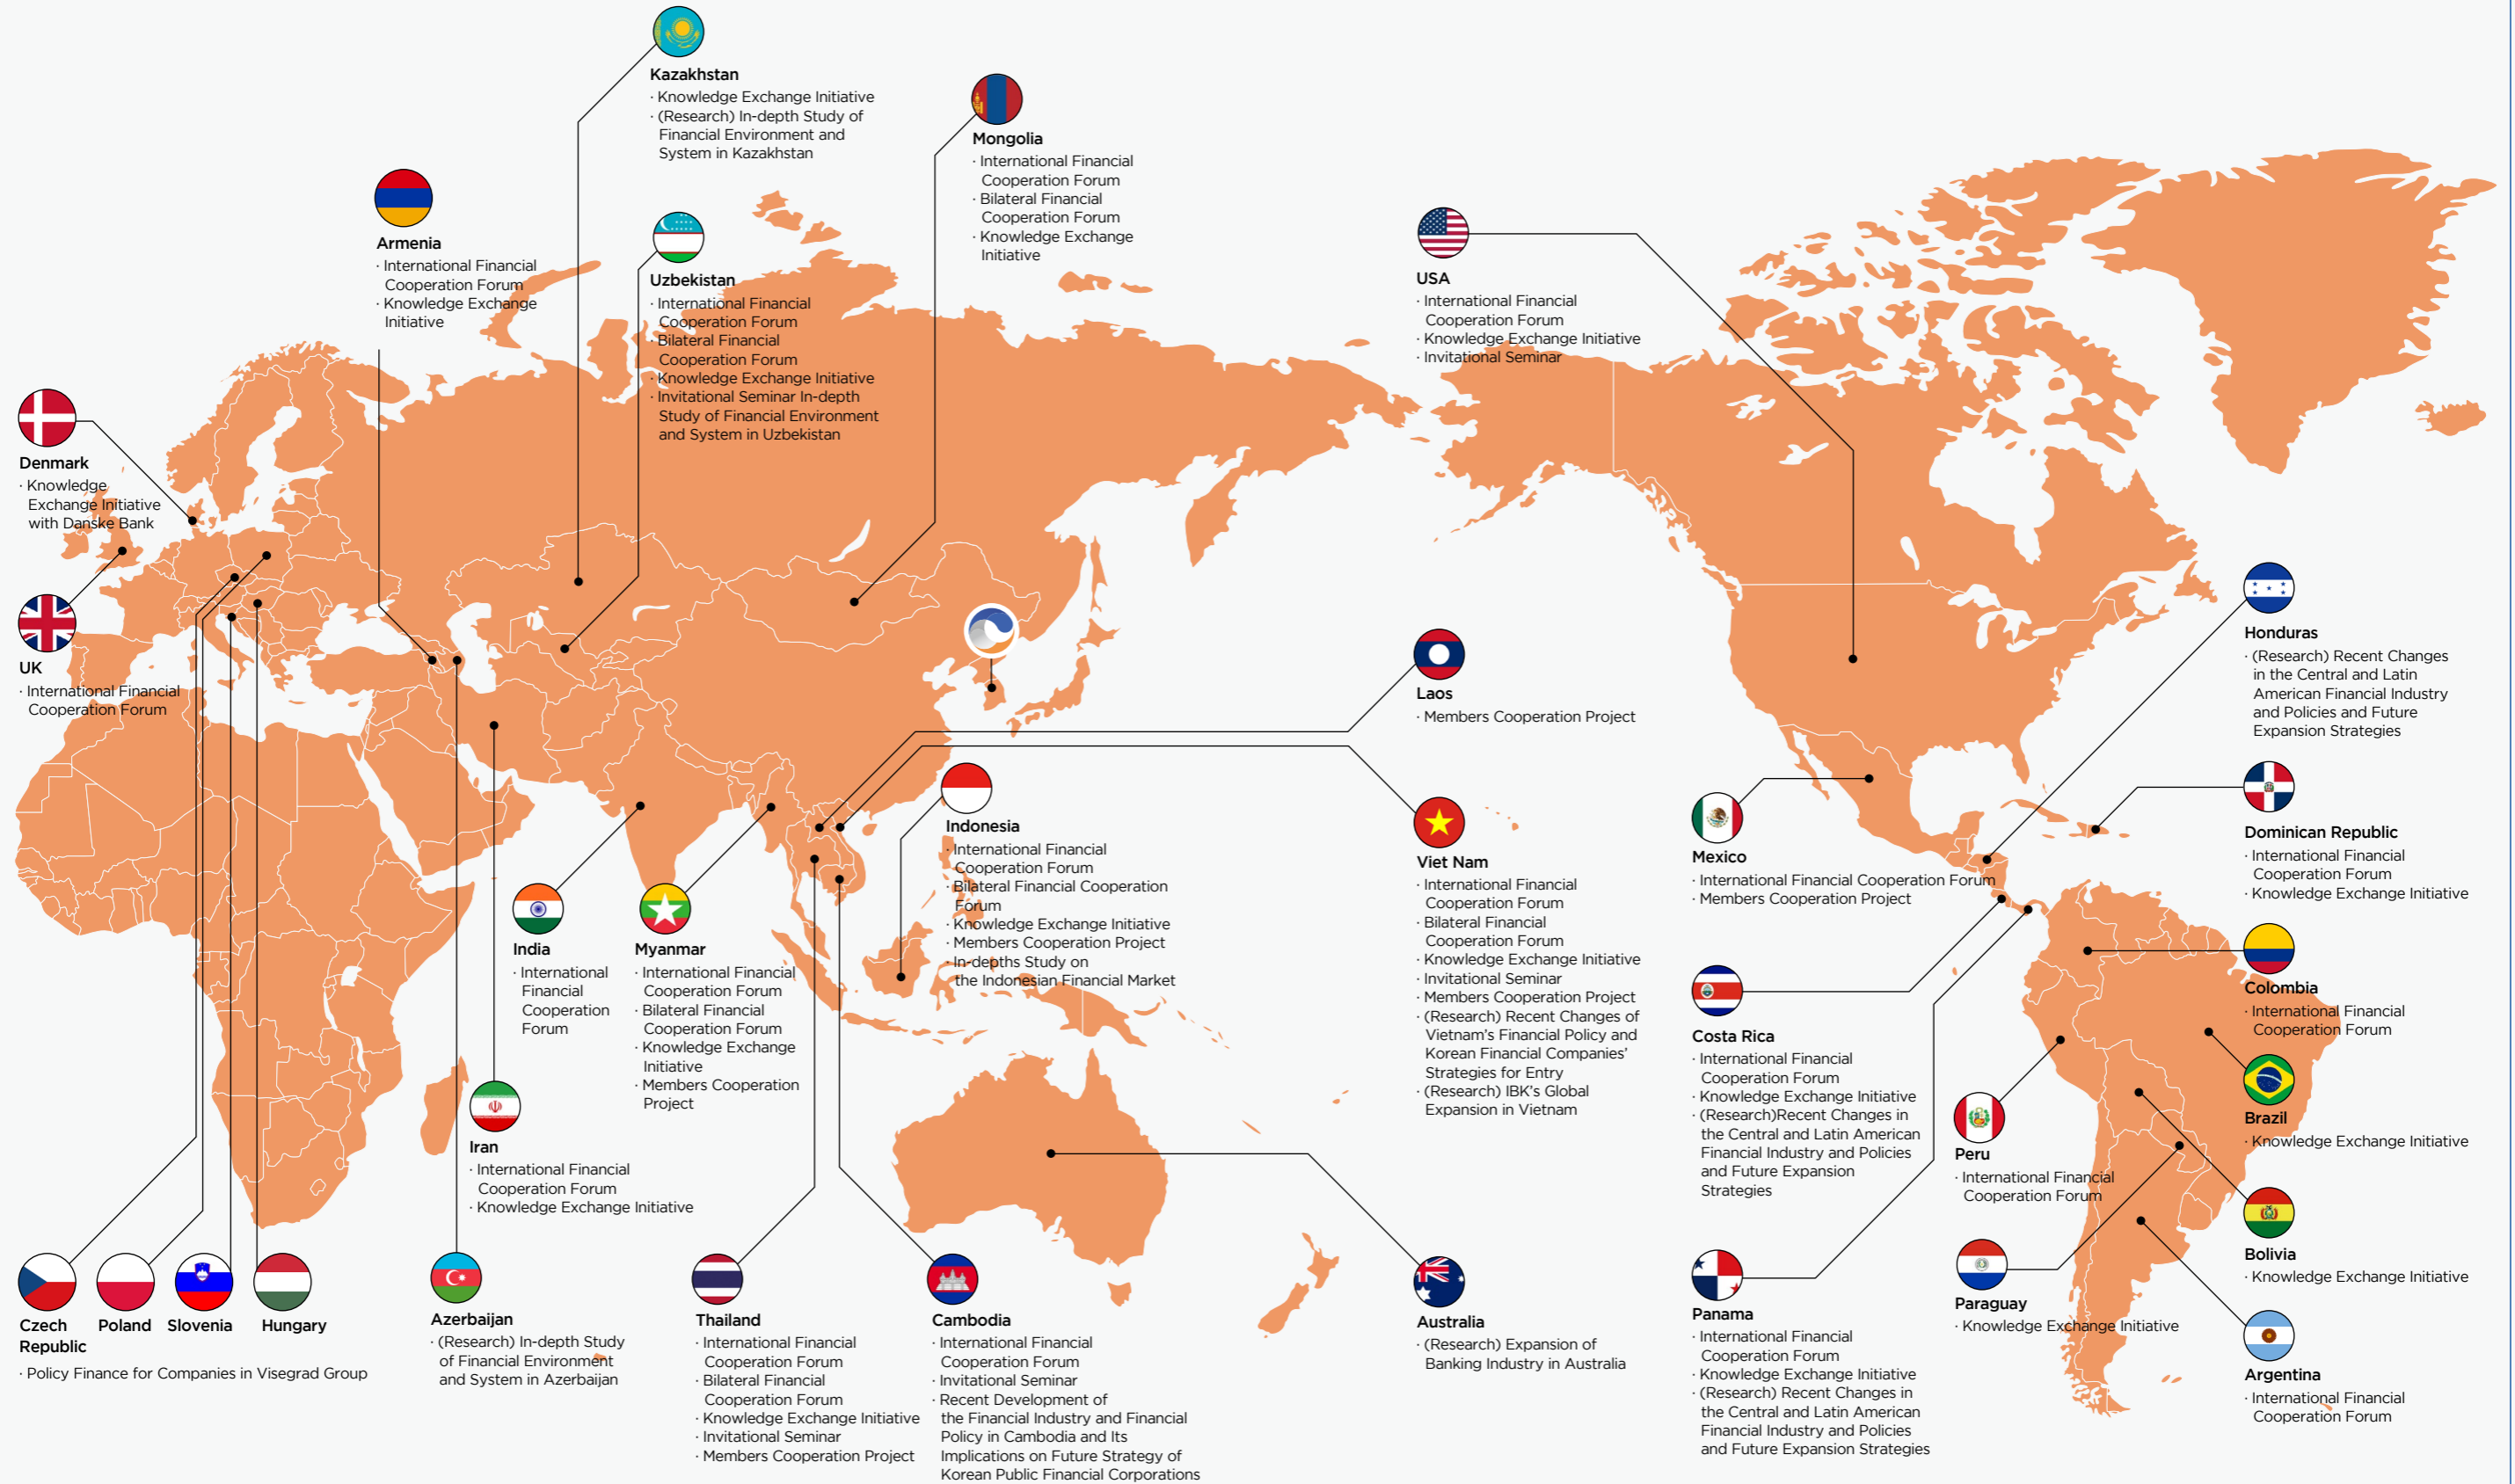 Kazakhstan
· Knowledge Exchange Initiative
· (Research) In-depth Study of
Financial Environment and
System in Kazakhstan
Mongolia
· International Financial
Cooperation Forum
· Bilateral Financial
Cooperation Forum
· Knowledge Exchange
Initiative
Armenia
· International Financial
Cooperation Forum
· Knowledge Exchange
Initiative
Uzbekistan
· International Financial
Cooperation Forum
· Bilateral Financial
Cooperation Forum
· Knowledge Exchange Initiative
· Invitational Seminar In-depth
Study of Financial Environment
and System in Uzbekistan
USA
· International Financial
Cooperation Forum
· Knowledge Exchange Initiative
· Invitational Seminar
Denmark
· Knowledge
Exchange Initiative
with Danske Bank
UK
· International Financial
Cooperation Forum
Laos
· Members Cooperation Project
Honduras
· (Research) Recent Changes
in the Central and Latin
American Financial Industry
and Policies and Future
Expansion Strategies
Indonesia
· International Financial
Cooperation Forum
· Bilateral Financial Cooperation
Forum
· Knowledge Exchange Initiative
· Members Cooperation Project
· In-depths Study on
the Indonesian Financial Market
Viet Nam
· International Financial
Cooperation Forum
· Bilateral Financial
Cooperation Forum
· Knowledge Exchange Initiative
· Invitational Seminar
· Members Cooperation Project
· (Research) Recent Changes of
Vietnam's Financial Policy and
Korean Financial Companies'
Strategies for Entry
· (Research) IBK's Global
Expansion in Vietnam
Mexico
· International Financial Cooperation Forum
· Members Cooperation Project
Dominican Republic
· International Financial
Cooperation Forum
· Knowledge Exchange Initiative
India
· International
Financial
Cooperation
Forum
Myanmar
· International Financial
Cooperation Forum
· Bilateral Financial
Cooperation Forum
· Knowledge Exchange
Initiative
· Members Cooperation
Project
Colombia
· International Financial
Cooperation Forum
Costa Rica
· International Financial
Cooperation Forum
· Knowledge Exchange Initiative
· (Research)Recent Changes in
the Central and Latin American
Financial Industry and Policies
and Future Expansion
Strategies
Brazil
· Knowledge Exchange Initiative
Iran
· International Financial
Cooperation Forum
· Knowledge Exchange Initiative
Peru
· International Financial
Cooperation Forum
Bolivia
· Knowledge Exchange Initiative
Czech
Republic
Poland
Slovenia
Hungary
· Policy Finance for Companies in Visegrad Group
Azerbaijan
· (Research) In-depth Study
of Financial Environment
and System in Azerbaijan
Thailand
· International Financial
Cooperation Forum
· Bilateral Financial
Cooperation Forum
· Knowledge Exchange Initiative
· Invitational Seminar
· Members Cooperation Project
Cambodia
· International Financial
Cooperation Forum
· Invitational Seminar
· Recent Development of
the Financial Industry and Financial
Policy in Cambodia and Its
Implications on Future Strategy of
Korean Public Financial Corporations
Australia
· (Research) Expansion of
Banking Industry in Australia
Panama
· International Financial
Cooperation Forum
· Knowledge Exchange Initiative
· (Research) Recent Changes in
the Central and Latin American
Financial Industry and Policies
and Future Expansion Strategies
Paraguay
· Knowledge Exchange Initiative
Argentina
· International Financial
Cooperation Forum